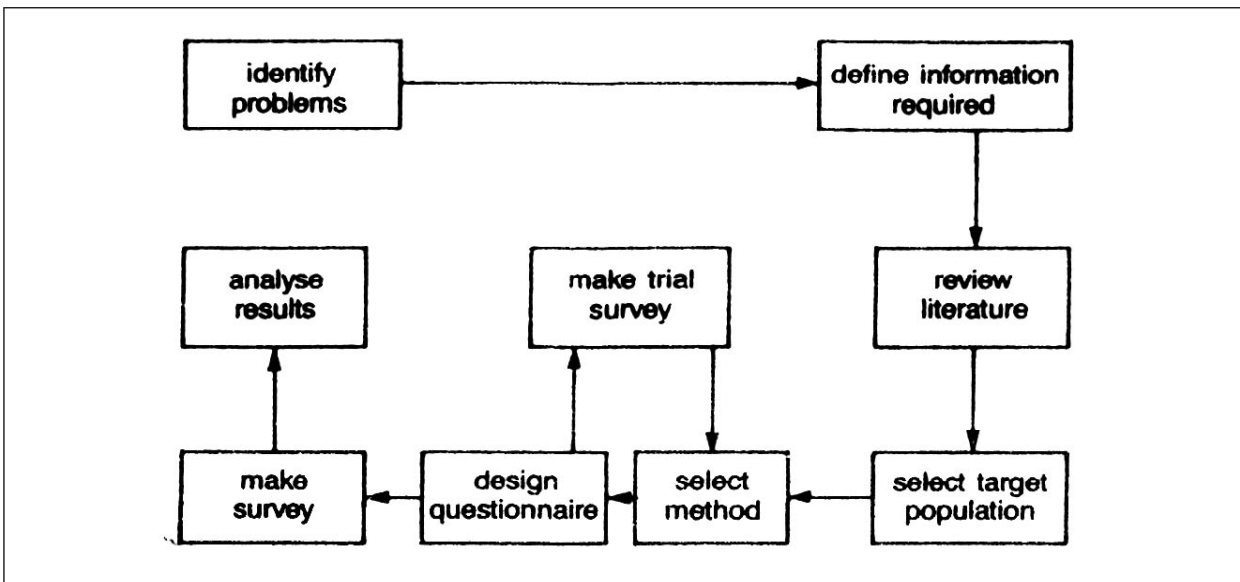 identify
problems
define information
required
analyse
results
make trial
survey
review
literature
make
survey
design
questionnaire
select
method
select target
population